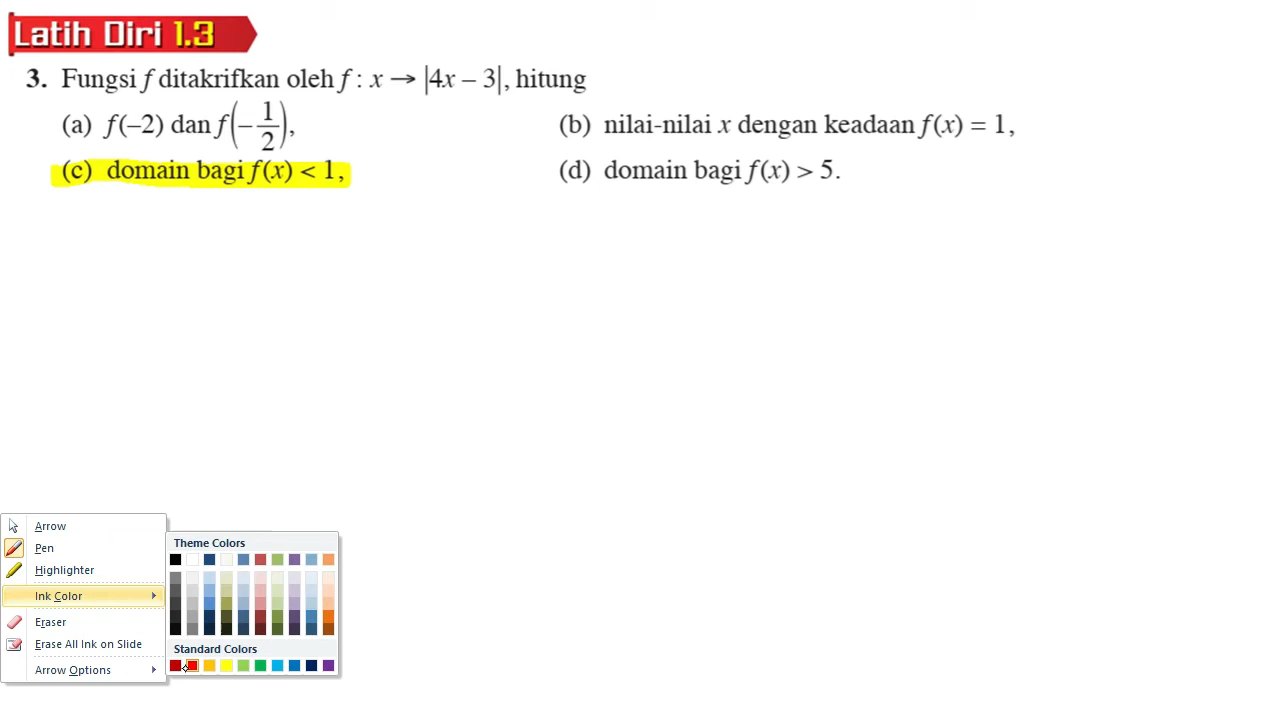 Latih Diri 1.3
3. Fungsi f ditakrifkan oleh f : x → |4x – 3|, hitung
(a) f(–2) dan f(–1/2), (b) nilai-nilai x dengan keadaan f(x) = 1,
(c) domain bagi f(x) < 1, (d) domain bagi f(x) > 5.
Arrow
Pen
Highlighter
Ink Color
Eraser
Erase All Ink on Slide
Arrow Options
Theme Colors
Standard Colors